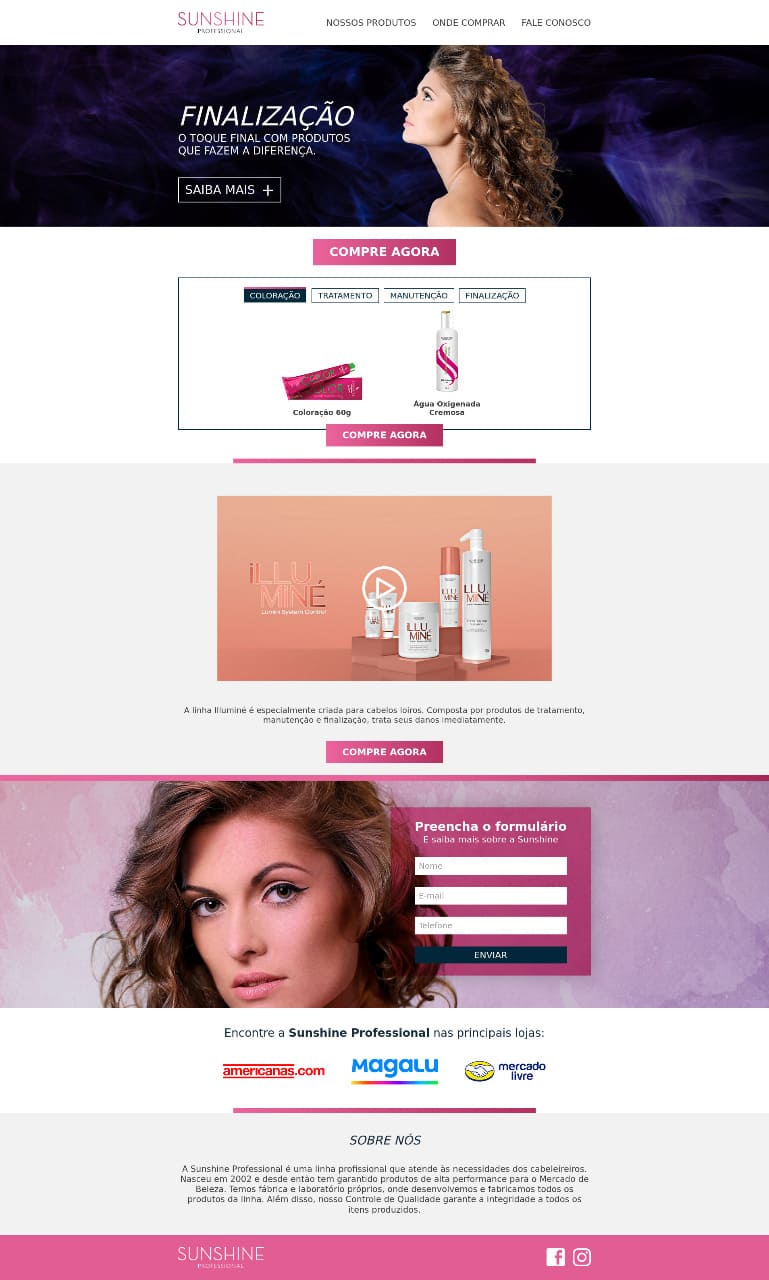 SUNSHINE
PROFESSIONAL
NOSSOS PRODUTOS
ONDE COMPRAR
FALE CONOSCO
FINALIZAÇÃO
O TOQUE FINAL COM PRODUTOS
QUE FAZEM A DIFERENÇA.
SAIBA MAIS +
COMPRE AGORA
COLORAÇÃO
TRATAMENTO
MANUTENÇÃO
FINALIZAÇÃO
Coloração 60g
Água Oxigenada
Cremosa
COMPRE AGORA
iLLU
MINÉ
Lumini System Control
iLLU
MINÉ
A linha Illuminé é especialmente criada para cabelos loiros. Composta por produtos de tratamento,
manutenção e finalização, trata seus danos imediatamente.
COMPRE AGORA
Preencha o formulário
E saiba mais sobre a Sunshine
Nome
E-mail
Telefone
ENVIAR
Encontre a Sunshine Professional nas principais lojas:
americanas.com
Magalu
mercado
livre
SOBRE NÓS
A Sunshine Professional é uma linha profissional que atende às necessidades dos cabeleireiros.
Nasceu em 2002 e desde então tem garantido produtos de alta performance para o Mercado de
Beleza. Temos fábrica e laboratório próprios, onde desenvolvemos e fabricamos todos os
produtos da linha. Além disso, nosso Controle de Qualidade garante a integridade a todos os
itens produzidos.
SUNSHINE
PROFESSIONAL